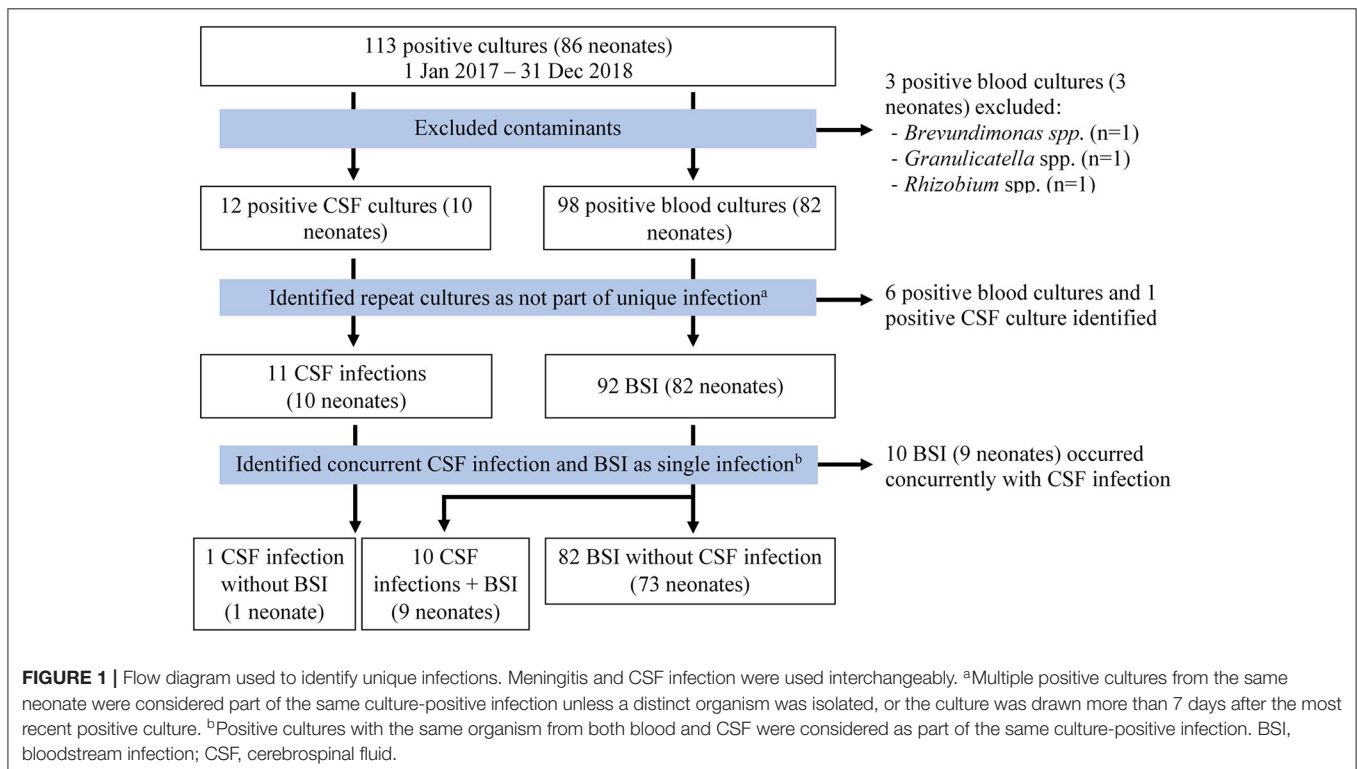 113 positive cultures (86 neonates)
1 Jan 2017 – 31 Dec 2018
Excluded contaminants
3 positive blood cultures (3
neonates) excluded:
- Brevundimonas spp. (n=1)
- Granulicatella spp. (n=1)
- Rhizobium spp. (n=1)
12 positive CSF cultures (10
neonates)
98 positive blood cultures (82
neonates)
Identified repeat cultures as not part of unique infectionᵃ
6 positive blood cultures and 1
positive CSF culture identified
11 CSF infections
(10 neonates)
92 BSI (82 neonates)
Identified concurrent CSF infection and BSI as single infectionᵇ
10 BSI (9 neonates) occurred
concurrently with CSF infection
1 CSF infection
without BSI
(1 neonate)
10 CSF
infections + BSI
(9 neonates)
82 BSI without CSF infection
(73 neonates)
FIGURE 1 | Flow diagram used to identify unique infections. Meningitis and CSF infection were used interchangeably. ᵃMultiple positive cultures from the same
neonate were considered part of the same culture-positive infection unless a distinct organism was isolated, or the culture was drawn more than 7 days after the most
recent positive culture. ᵇPositive cultures with the same organism from both blood and CSF were considered as part of the same culture-positive infection. BSI,
bloodstream infection; CSF, cerebrospinal fluid.